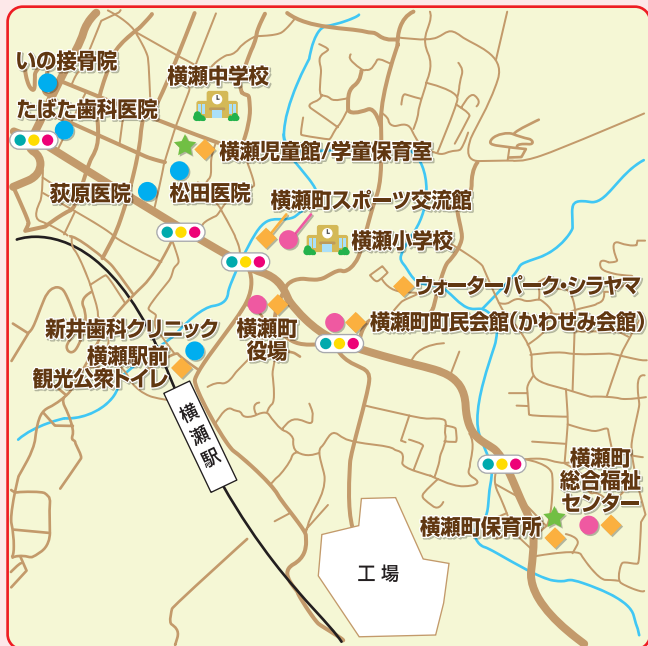 いの接骨院
横瀬中学校
たばた歯科医院
横瀬児童館/学童保育室
荻原医院
松田医院
横瀬町スポーツ交流館
横瀬小学校
ウォーターパーク・シラヤマ
新井歯科クリニック
横瀬町
役場
横瀬町町民会館(かわせみ会館)
横瀬駅前
観光公衆トイレ
横瀬駅
横瀬町
総合福祉
センター
横瀬町保育所
工場